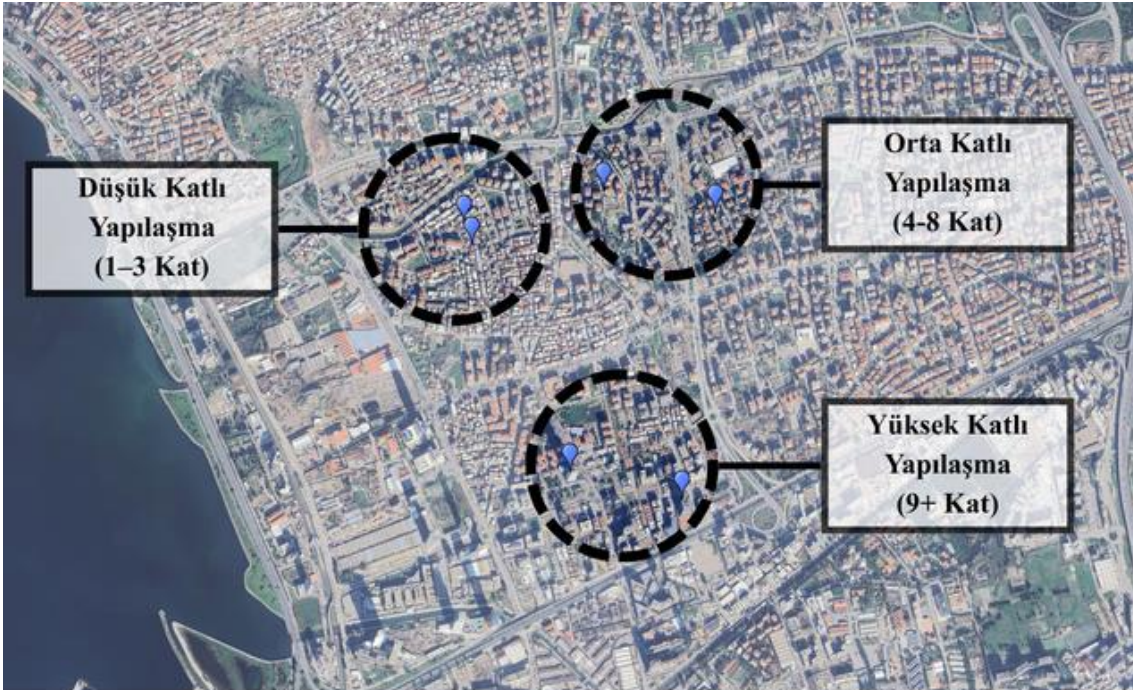 Düşük Katlı
Yapılaşma
(1–3 Kat)
Orta Katlı
Yapılaşma
(4-8 Kat)
Yüksek Katlı
Yapılaşma
(9+ Kat)